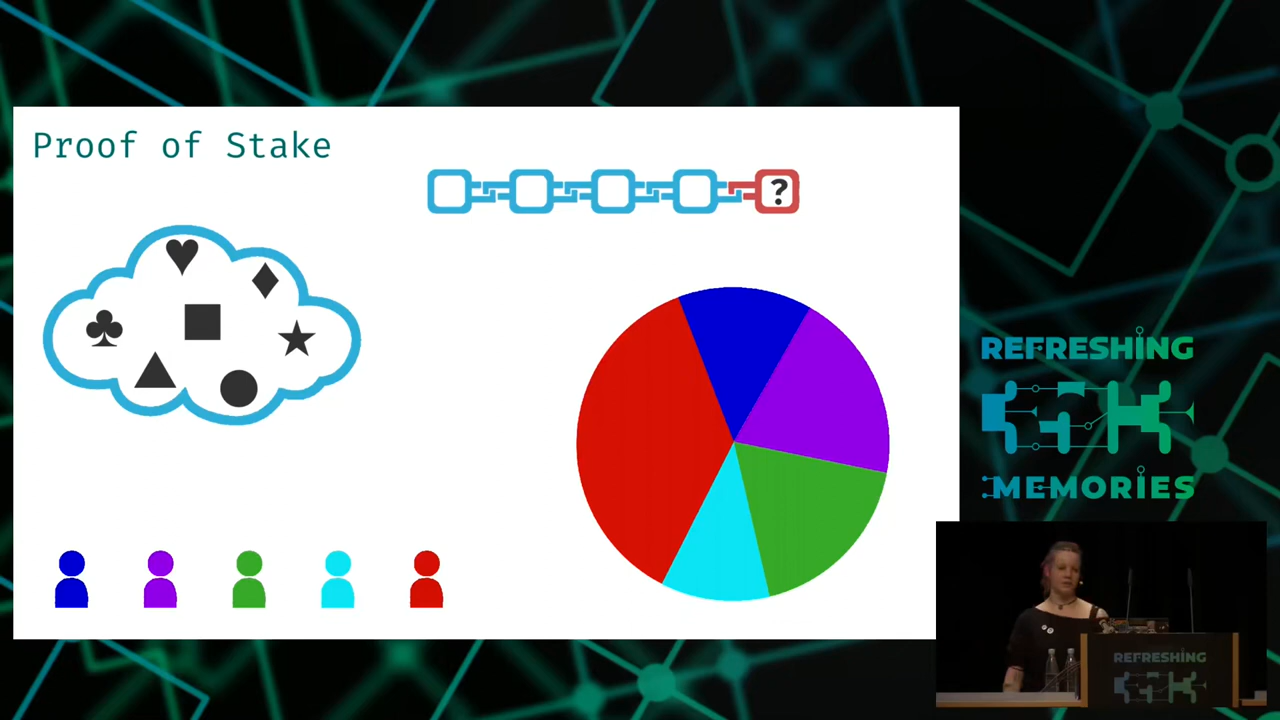 Proof of Stake
?
REFRESHING
MEMORIES
REFRESHING